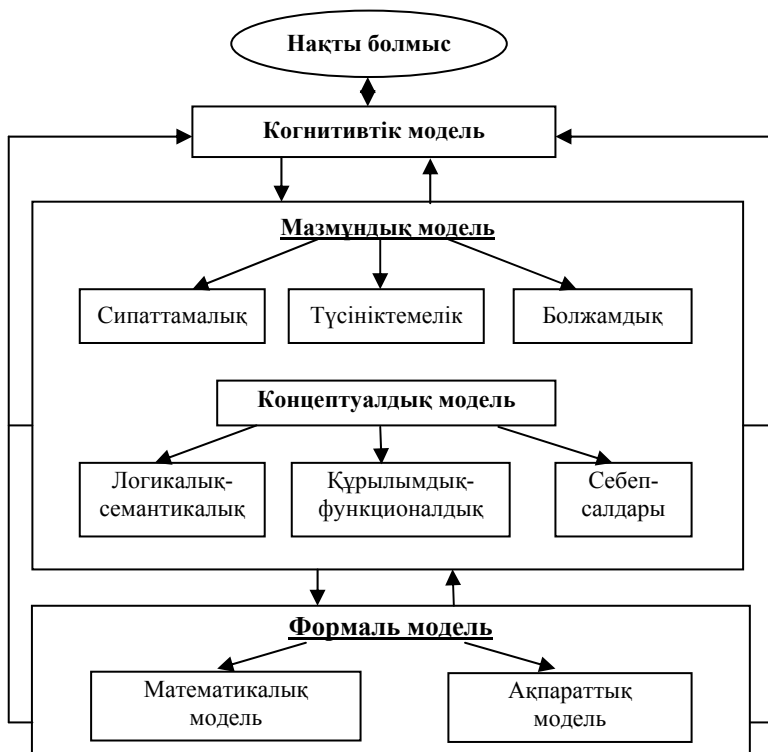 Нақты болмыс
Когнитивтік модель
Мазмұндық модель
Сипаттамалық
Түсініктемелік
Болжамдық
Концептуалдық модель
Логикалық-
семантикалық
Құрылымдық-
функционалдық
Себеп-
салдары
Формаль модель
Математикалық
модель
Ақпараттық
модель